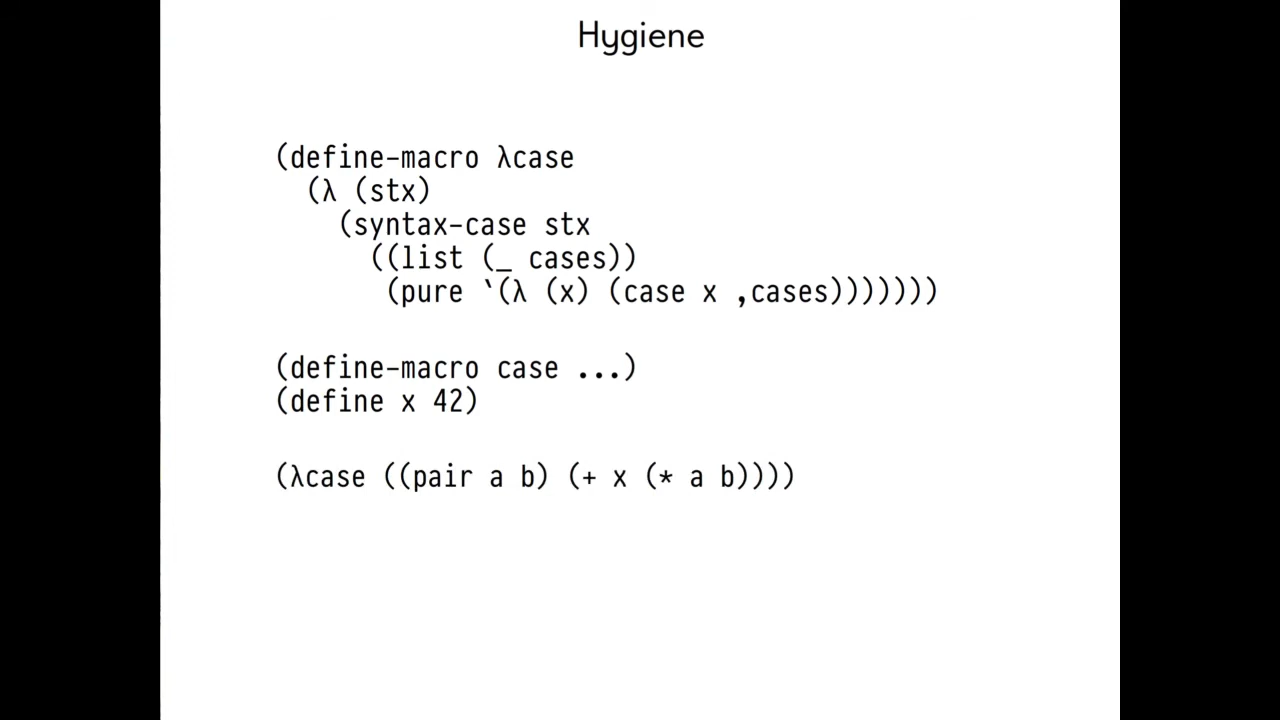 Hygiene
(define-macro λcase
(λ (stx)
(syntax-case stx
((list (_ cases))
(pure `(λ (x) (case x ,cases)))))))
(define-macro case ...)
(define x 42)
(λcase ((pair a b) (+ x (* a b))))